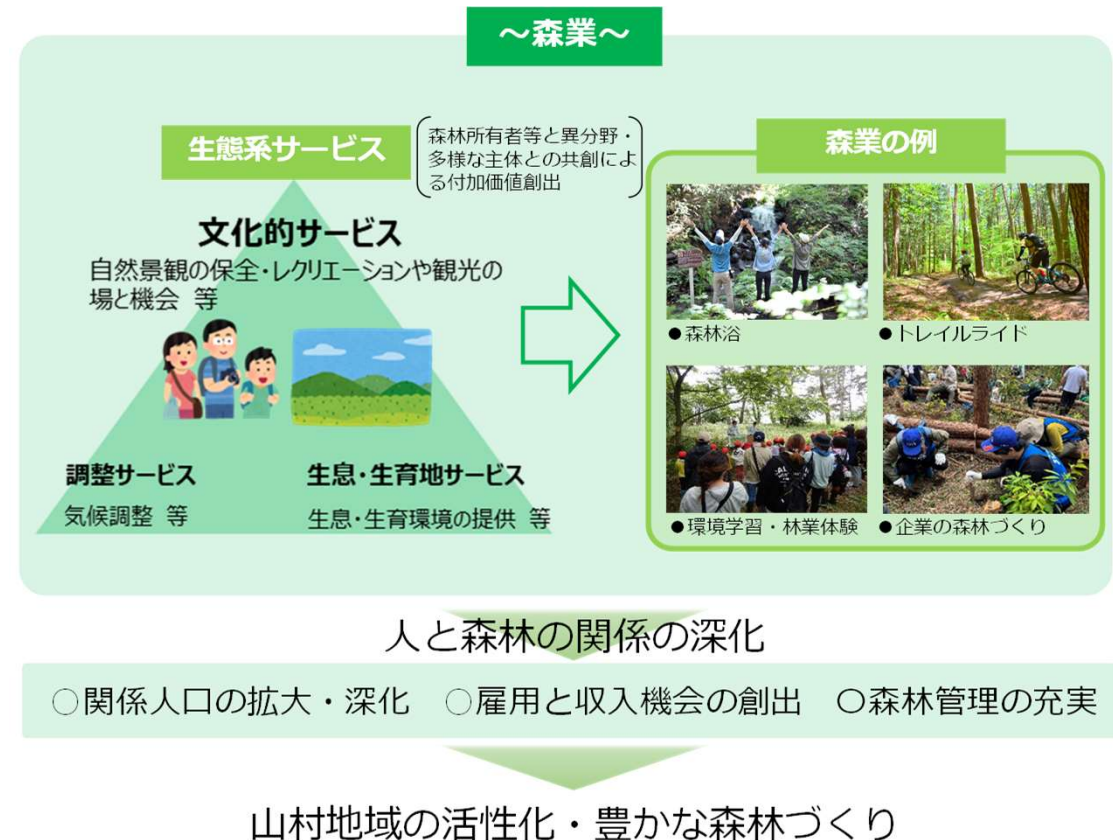 ～森業～
生態系サービス
森林所有者等と異分野・
多様な主体との共創によ
る付加価値創出
文化的サービス
自然景観の保全・レクリエーションや観光の
場と機会 等
調整サービス
気候調整 等
生息・生育地サービス
生息・生育環境の提供 等
森業の例
●森林浴
●トレイルライド
●環境学習・林業体験
●企業の森林づくり
人と森林の関係の深化
○関係人口の拡大・深化 ○雇用と収入機会の創出 〇森林管理の充実
山村地域の活性化・豊かな森林づくり